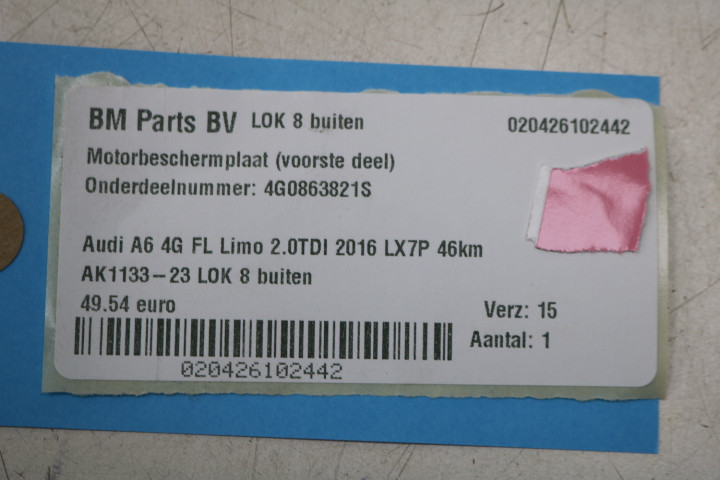 BM Parts BV LOK 8 buiten 020426102442
Motorbeschermplaat (voorste deel)
Onderdeelnummer: 4G0863821S
Audi A6 4G FL Limo 2.0TDI 2016 LX7P 46km
AK1133-23 LOK 8 buiten
49.54 euro Verz: 15
Aantal: 1
020426102442